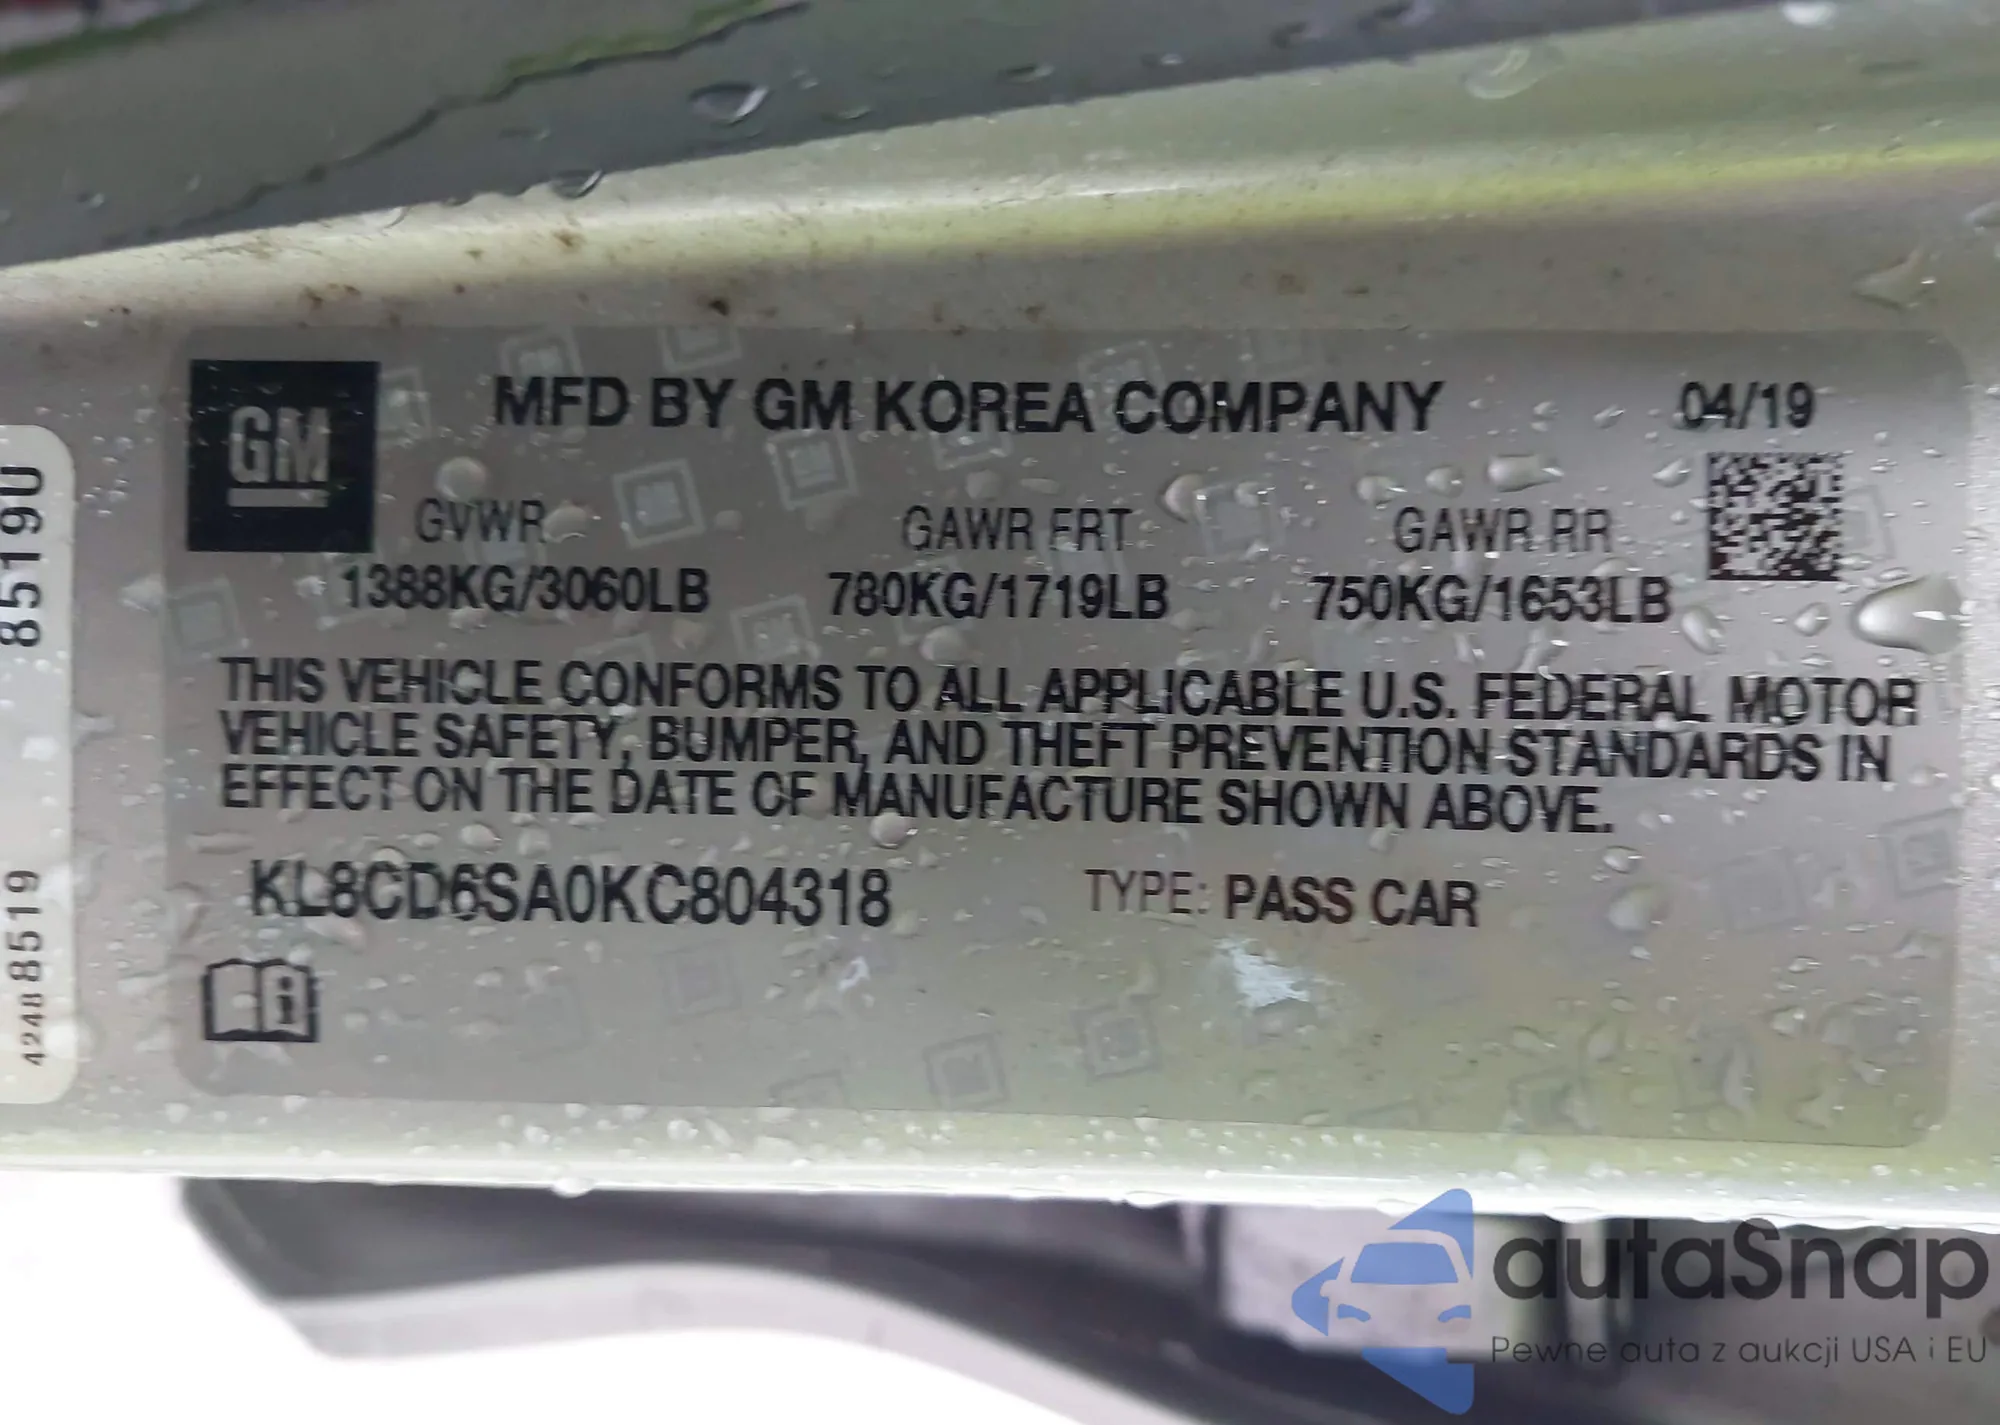 GM
MFD BY GM KOREA COMPANY 04/19
GVWR GAWR FRT GAWR RR
1388KG/3060LB 780KG/1719LB 750KG/1653LB
THIS VEHICLE CONFORMS TO ALL APPLICABLE U.S. FEDERAL MOTOR
VEHICLE SAFETY, BUMPER, AND THEFT PREVENTION STANDARDS IN
EFFECT ON THE DATE OF MANUFACTURE SHOWN ABOVE.
KL8CD6SA0KC804318 TYPE: PASS CAR
42488519 8519U
autaSnap
Pewne auta z aukcji USA i EU